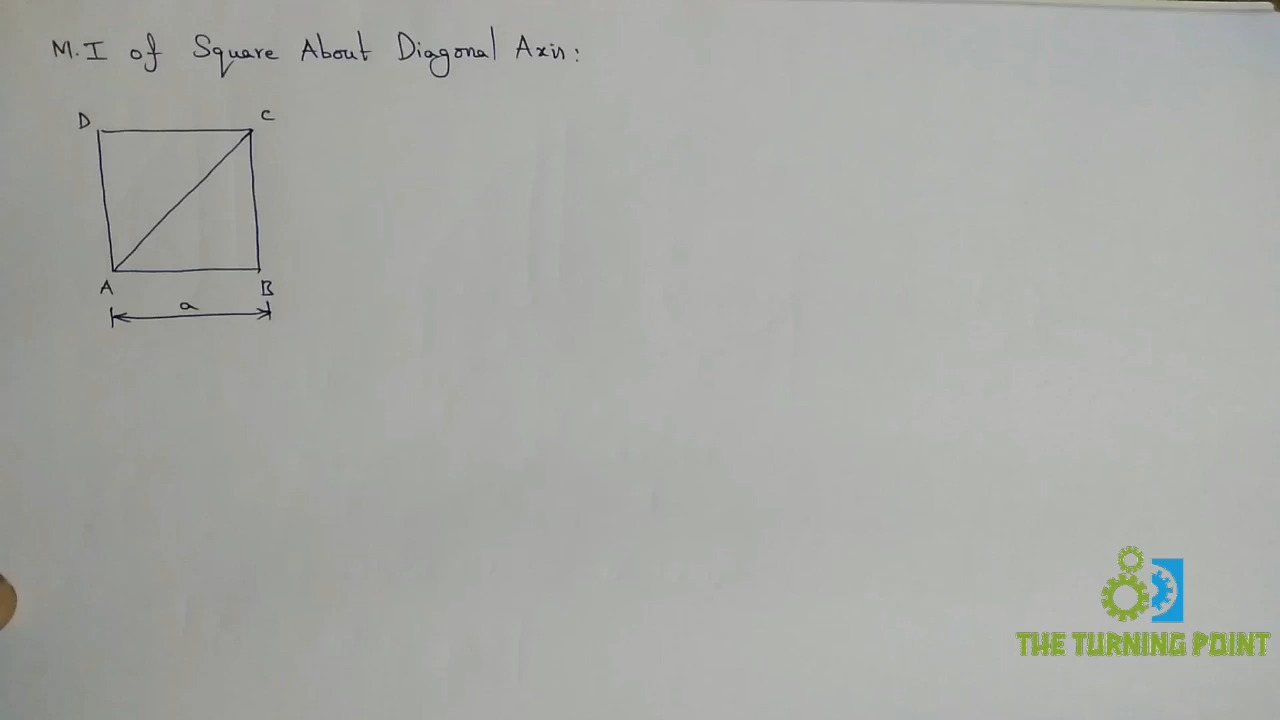 M.I of Square About Diagonal Axis:
D C
A B
a
THE TURNING POINT